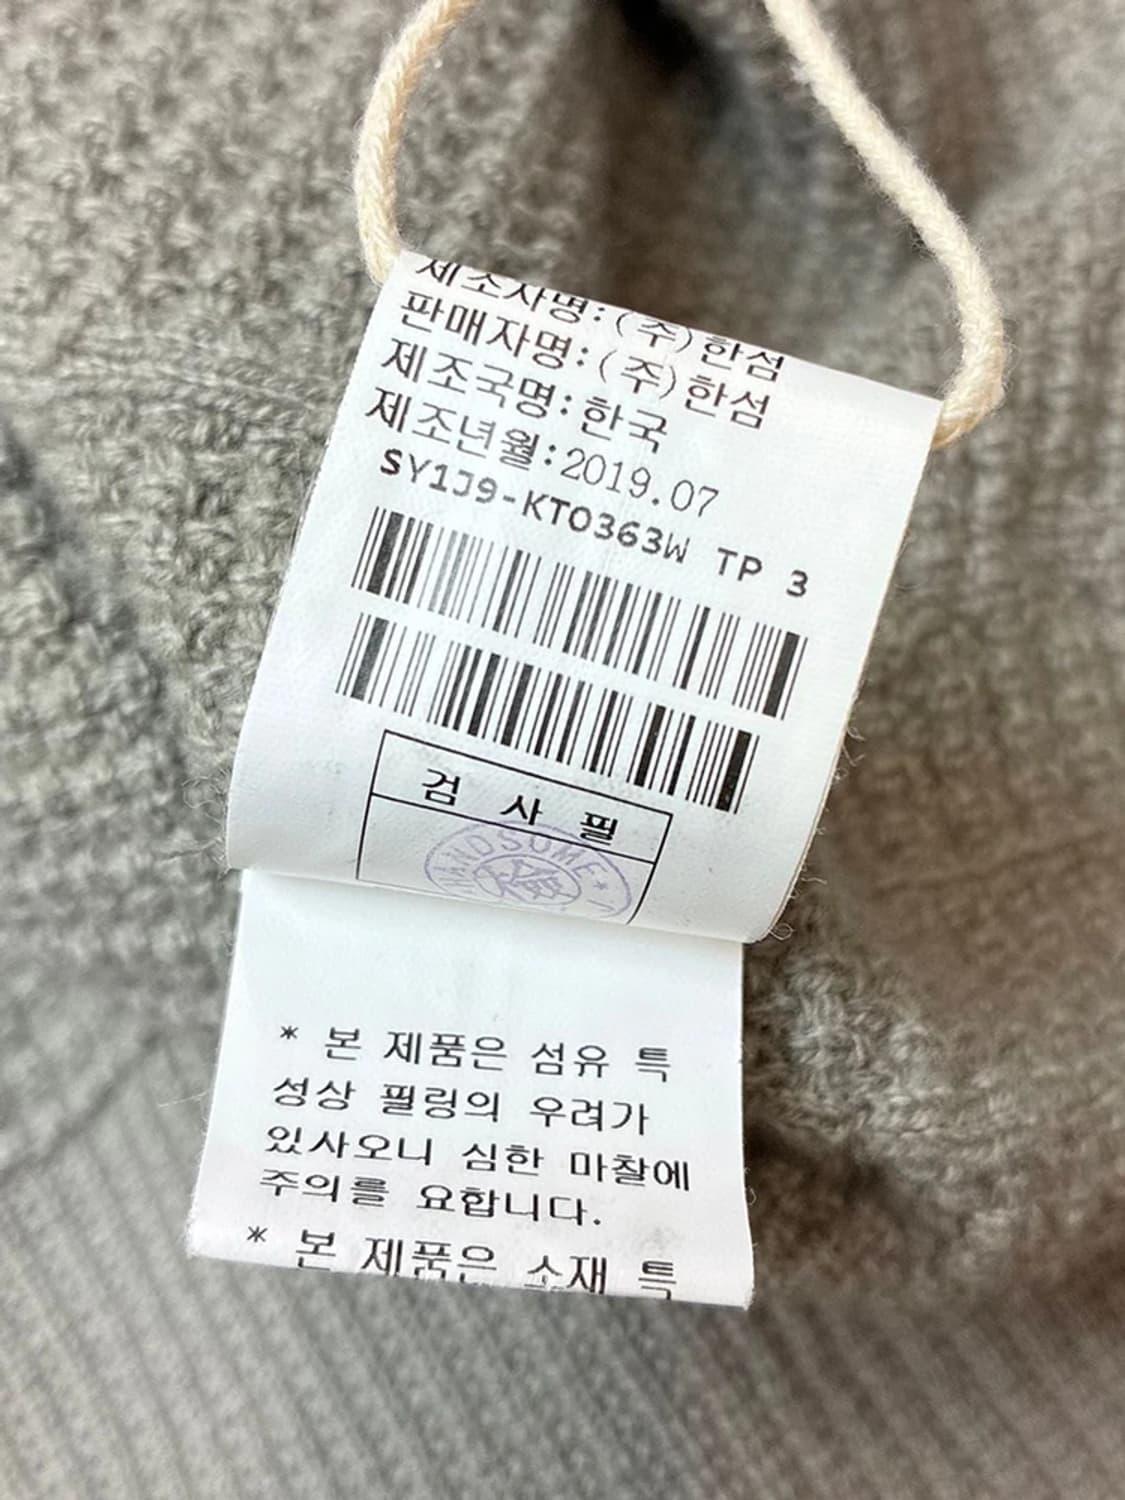 제조자명:(주)한섬
판매자명:(주)한섬
제조국명:한국
제조년월:2019.07
SY1J9-KTO363W TP 3
검 사 필
HANDSOME *
* 본 제품은 섬유 특
성상 필링의 우려가
있사오니 심한 마찰에
주의를 요합니다.
* 본 제품은 소재 특